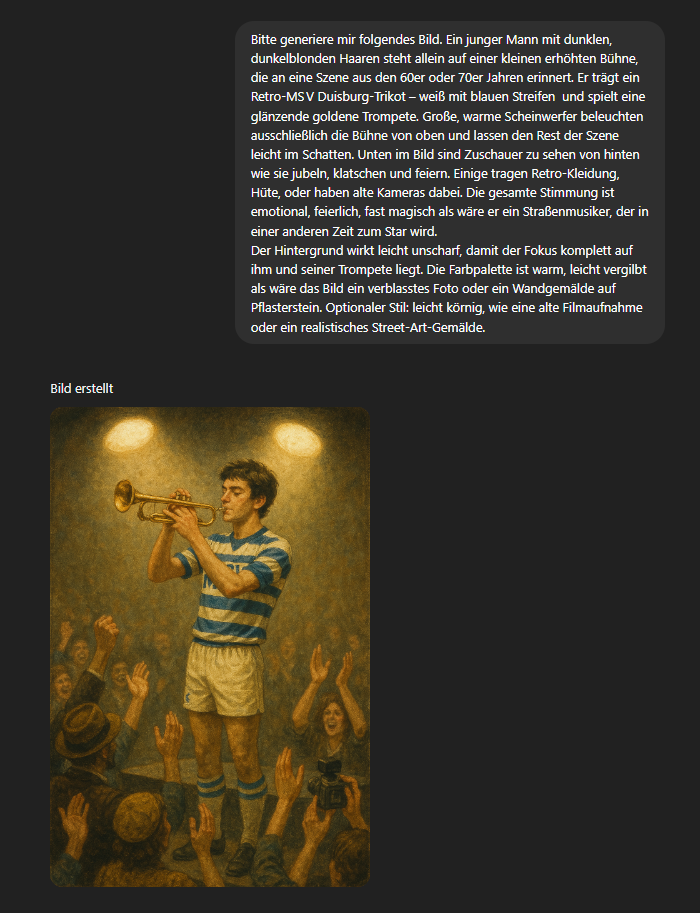 Bitte generiere mir folgendes Bild. Ein junger Mann mit dunklen,
dunkelblonden Haaren steht allein auf einer kleinen erhöhten Bühne,
die an eine Szene aus den 60er oder 70er Jahren erinnert. Er trägt ein
Retro-MSV Duisburg-Trikot – weiß mit blauen Streifen und spielt eine
glänzende goldene Trompete. Große, warme Scheinwerfer beleuchten
ausschließlich die Bühne von oben und lassen den Rest der Szene
leicht im Schatten. Unten im Bild sind Zuschauer zu sehen von hinten
wie sie jubeln, klatschen und feiern. Einige tragen Retro-Kleidung,
Hüte, oder haben alte Kameras dabei. Die gesamte Stimmung ist
emotional, feierlich, fast magisch als wäre er ein Straßenmusiker, der in
einer anderen Zeit zum Star wird.
Der Hintergrund wirkt leicht unscharf, damit der Fokus komplett auf
ihm und seiner Trompete liegt. Die Farbpalette ist warm, leicht vergilbt
als wäre das Bild ein verblasstes Foto oder ein Wandgemälde auf
Pflasterstein. Optionaler Stil: leicht körnig, wie eine alte Filmaufnahme
oder ein realistisches Street-Art-Gemälde.
Bild erstellt